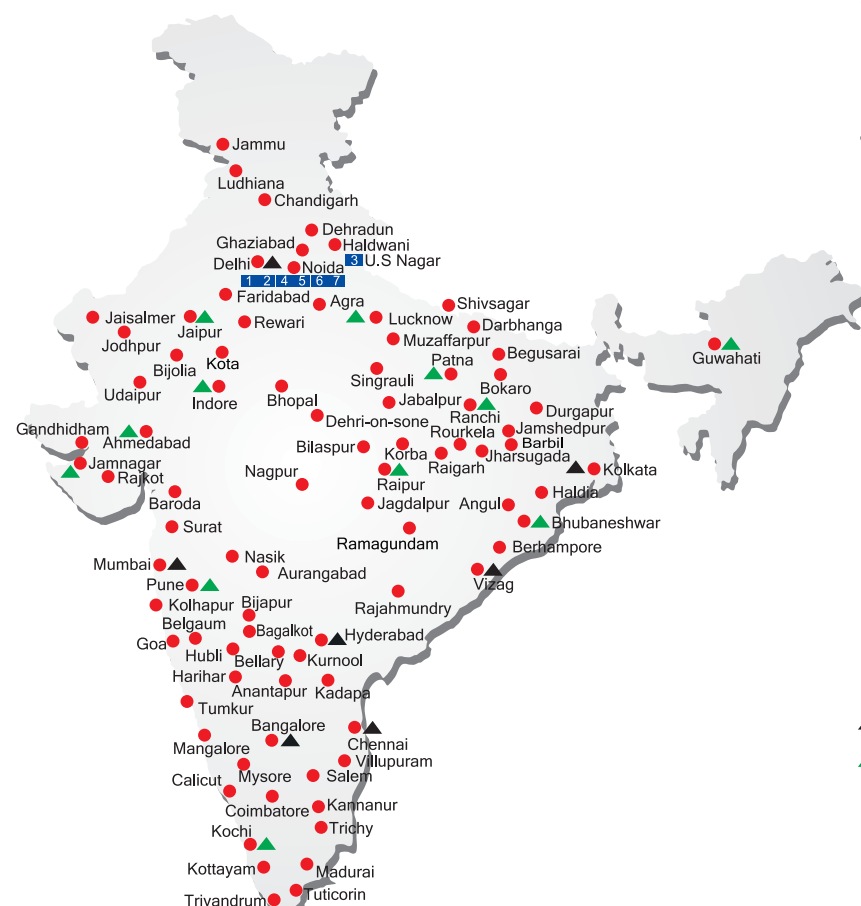 Jammu
Ludhiana
Chandigarh
Dehradun
Ghaziabad
Haldwani
Delhi
Noida
3 U.S Nagar
1 2 4 5 6 7
Faridabad
Agra
Shivsagar
Jaisalmer
Jaipur
Rewari
Lucknow
Darbhanga
Jodhpur
Muzaffarpur
Bijolia
Kota
Patna
Begusarai
Guwahati
Udaipur
Indore
Bhopal
Singrauli
Bokaro
Jabalpur
Ranchi
Durgapur
Dehri-on-sone
Gandhidham
Ahmedabad
Rourkela
Jamshedpur
Bilaspur
Korba
Barbil
Jharsugada
Raigarh
Jamnagar
Rajkot
Nagpur
Raipur
Kolkata
Baroda
Jagdalpur
Angul
Haldia
Surat
Bhubaneshwar
Ramagundam
Berhampore
Mumbai
Nasik
Aurangabad
Vizag
Pune
Kolhapur
Bijapur
Rajahmundry
Belgaum
Bagalkot
Goa
Hubli
Hyderabad
Bellary
Kurnool
Harihar
Anantapur
Kadapa
Tumkur
Bangalore
Mangalore
Chennai
Villupuram
Mysore
Salem
Calicut
Coimbatore
Kannanur
Kochi
Trichy
Kottayam
Madurai
Tuticorin
Trivandrum